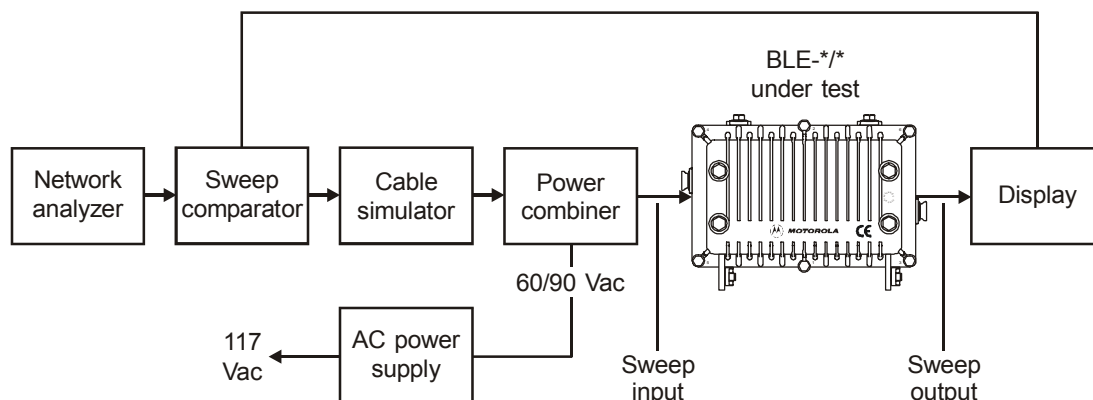 BLE-*/*
under test
Network
analyzer
Sweep
comparator
Cable
simulator
Power
combiner
MOTOROLA
CE
Display
60/90 Vac
117
Vac
AC power
supply
Sweep
input
Sweep
output